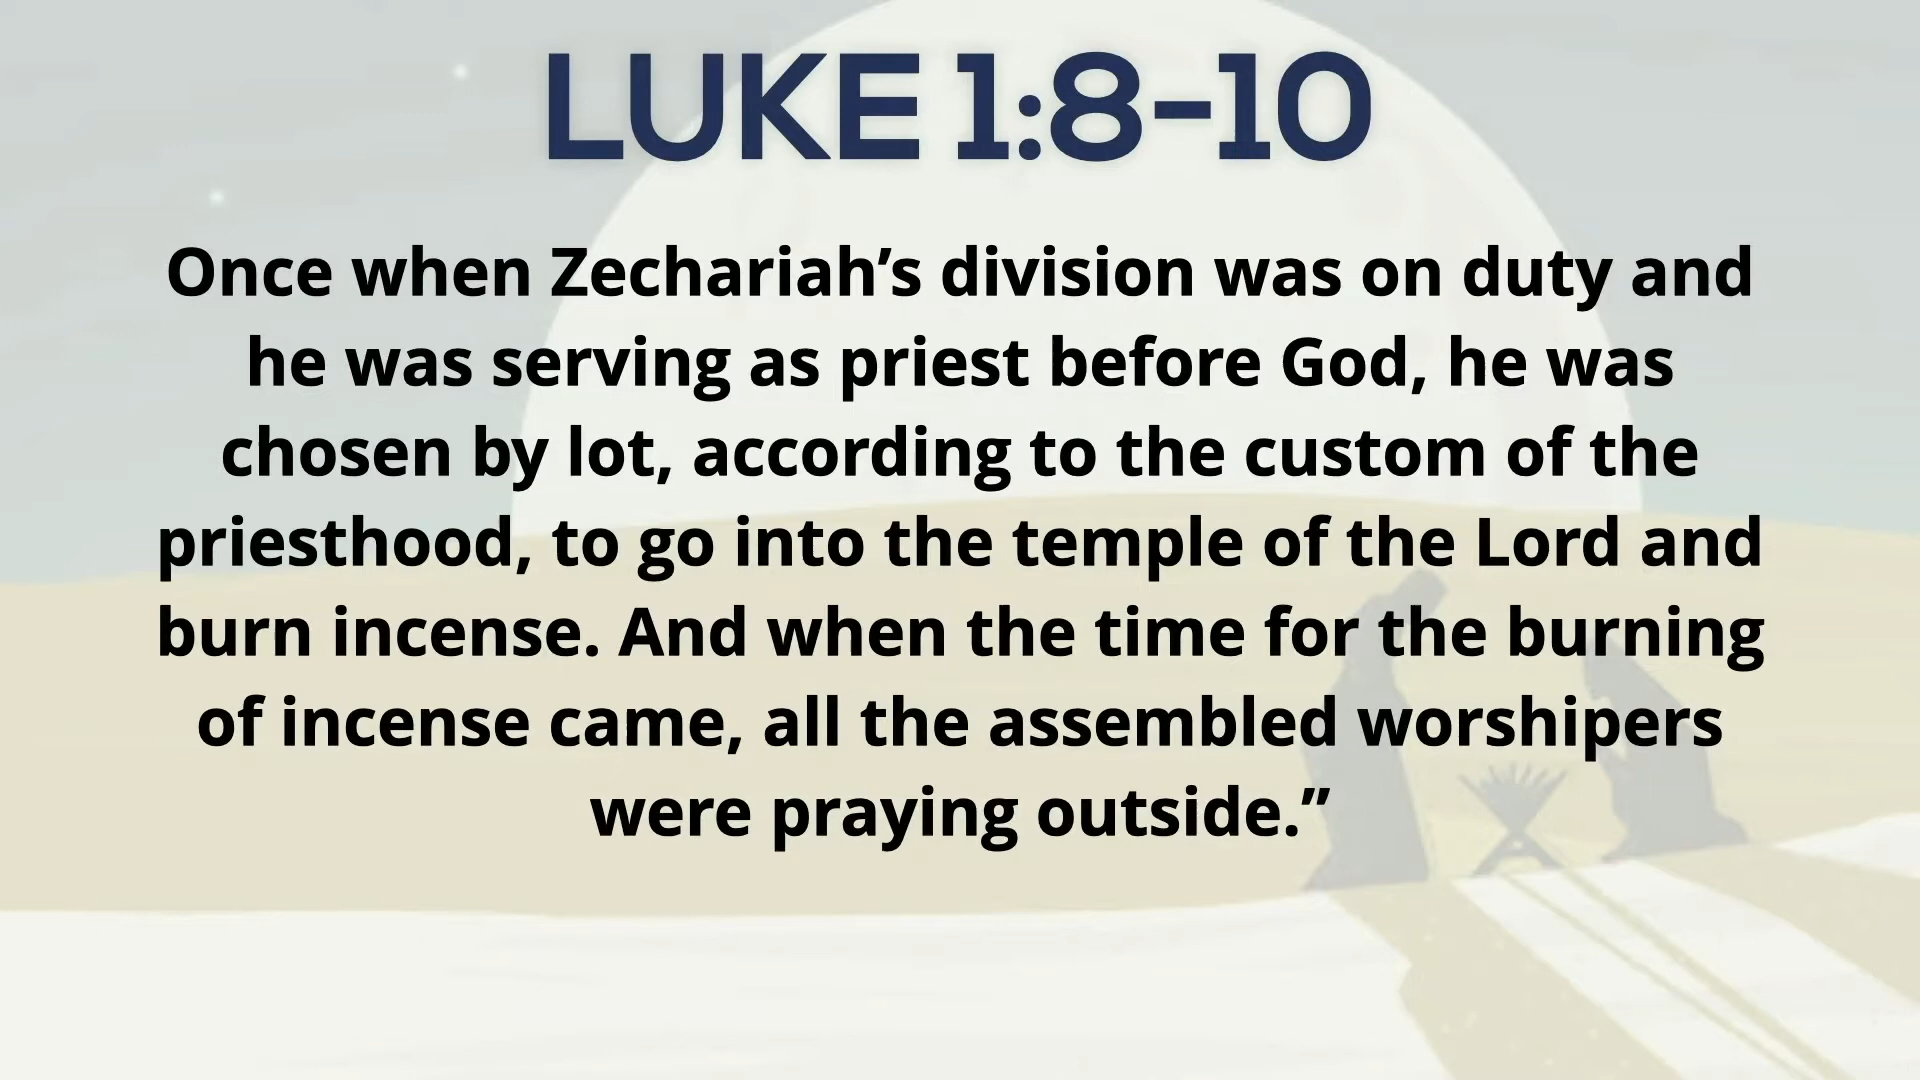 LUKE 1:8-10
Once when Zechariah’s division was on duty and
he was serving as priest before God, he was
chosen by lot, according to the custom of the
priesthood, to go into the temple of the Lord and
burn incense. And when the time for the burning
of incense came, all the assembled worshipers
were praying outside.”